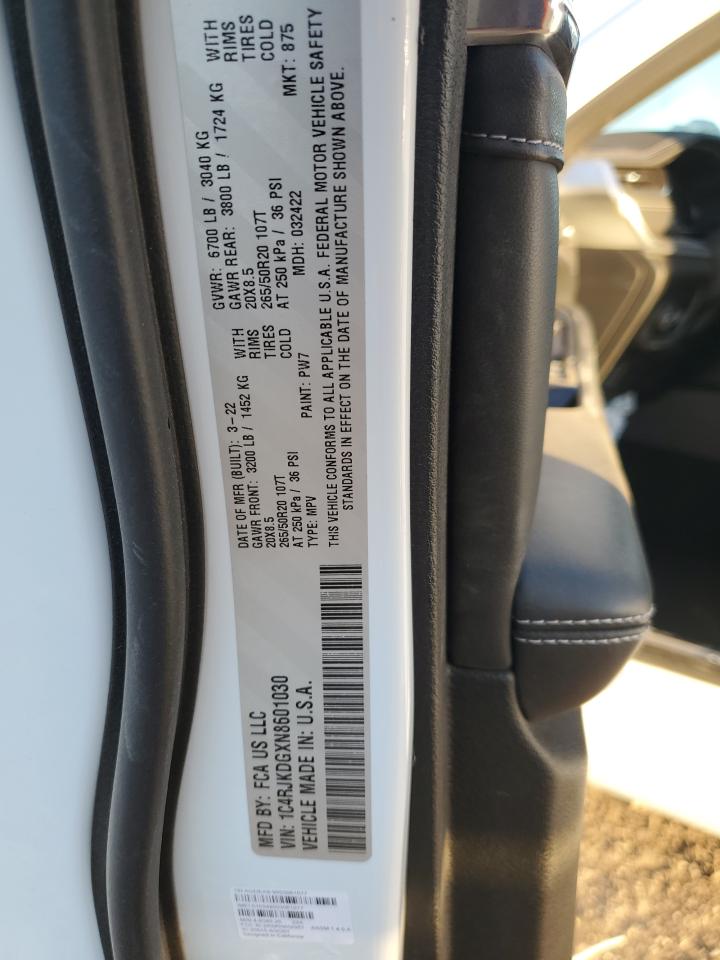 MFD BY: FCA US LLC
DATE OF MFR (BUILT): 3-22
GVWR: 6700 LB / 3040 KG
GAWR FRONT: 3200 LB / 1452 KG WITH
GAWR REAR: 3800 LB / 1724 KG WITH
20X8.5 RIMS
20X8.5 RIMS
265/50R20 107T TIRES
265/50R20 107T TIRES
AT 250 kPa / 36 PSI COLD
AT 250 kPa / 36 PSI COLD
VIN: 1C4RJKDGXN8601030
TYPE: MPV
PAINT: PW7
MDH: 032422
MKT: 875
VEHICLE MADE IN: U.S.A.
THIS VEHICLE CONFORMS TO ALL APPLICABLE U.S.A. FEDERAL MOTOR VEHICLE SAFETY
STANDARDS IN EFFECT ON THE DATE OF MANUFACTURE SHOWN ABOVE.
Designed in California